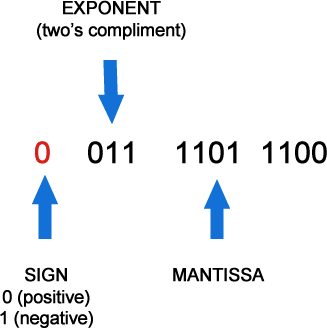 EXPONENT
(two's compliment)
0 011 1101 1100
SIGN
0 (positive)
1 (negative)
MANTISSA